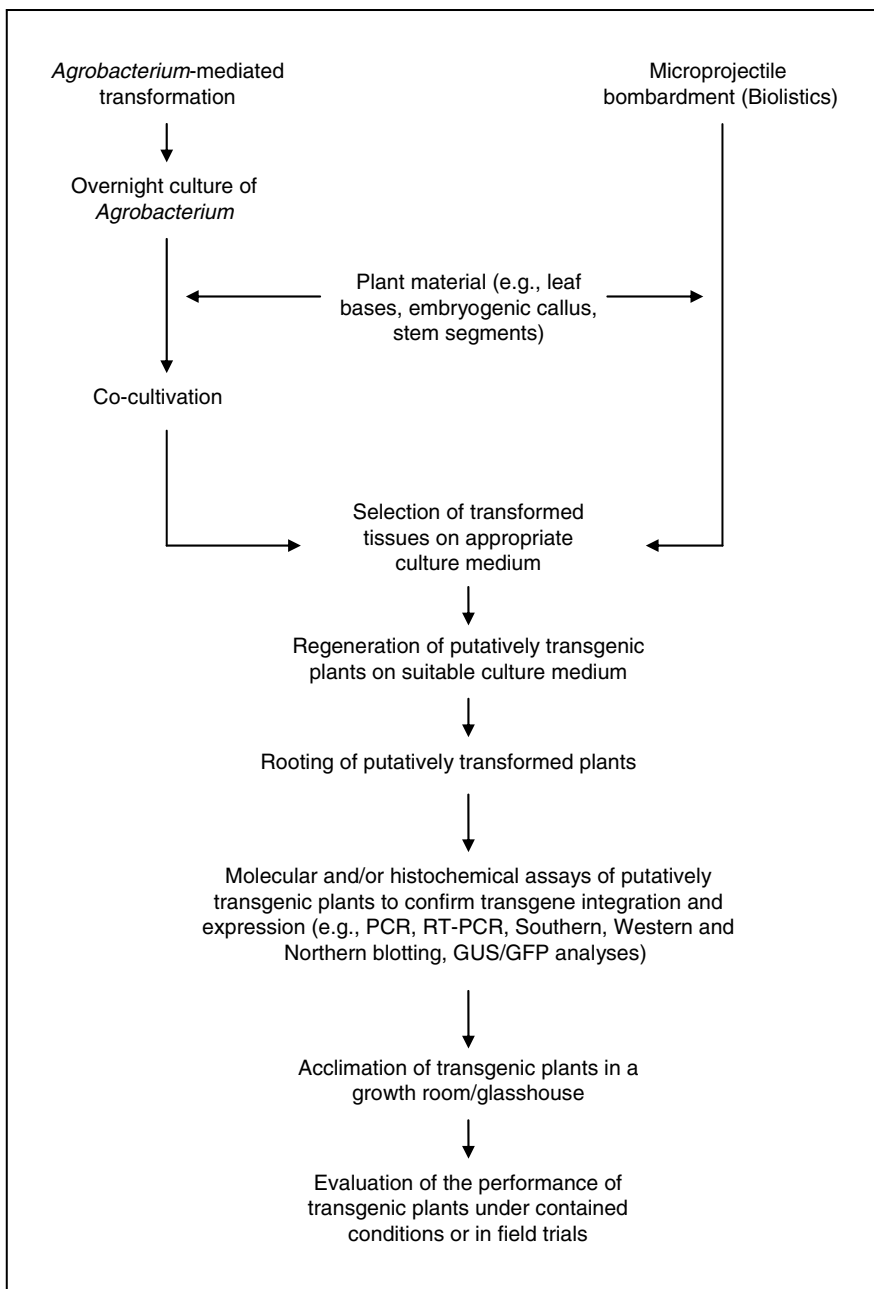 Agrobacterium-mediated
transformation
Microprojectile
bombardment (Biolistics)
Overnight culture of
Agrobacterium
Plant material (e.g., leaf
bases, embryogenic callus,
stem segments)
Co-cultivation
Selection of transformed
tissues on appropriate
culture medium
Regeneration of putatively transgenic
plants on suitable culture medium
Rooting of putatively transformed plants
Molecular and/or histochemical assays of putatively
transgenic plants to confirm transgene integration and
expression (e.g., PCR, RT-PCR, Southern, Western and
Northern blotting, GUS/GFP analyses)
Acclimation of transgenic plants in a
growth room/glasshouse
Evaluation of the performance of
transgenic plants under contained
conditions or in field trials